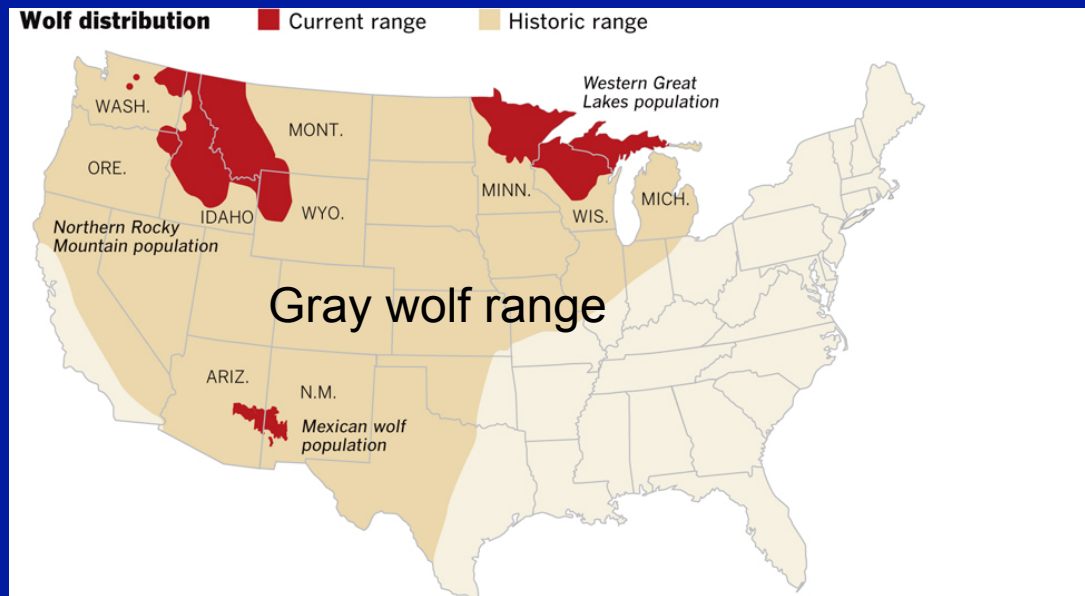 Wolf distribution
Current range
Historic range
Western Great
Lakes population
WASH.
MONT.
ORE.
MINN.
IDAHO
WYO.
WIS.
MICH.
Northern Rocky
Mountain population
Gray wolf range
ARIZ.
N.M.
Mexican wolf
population